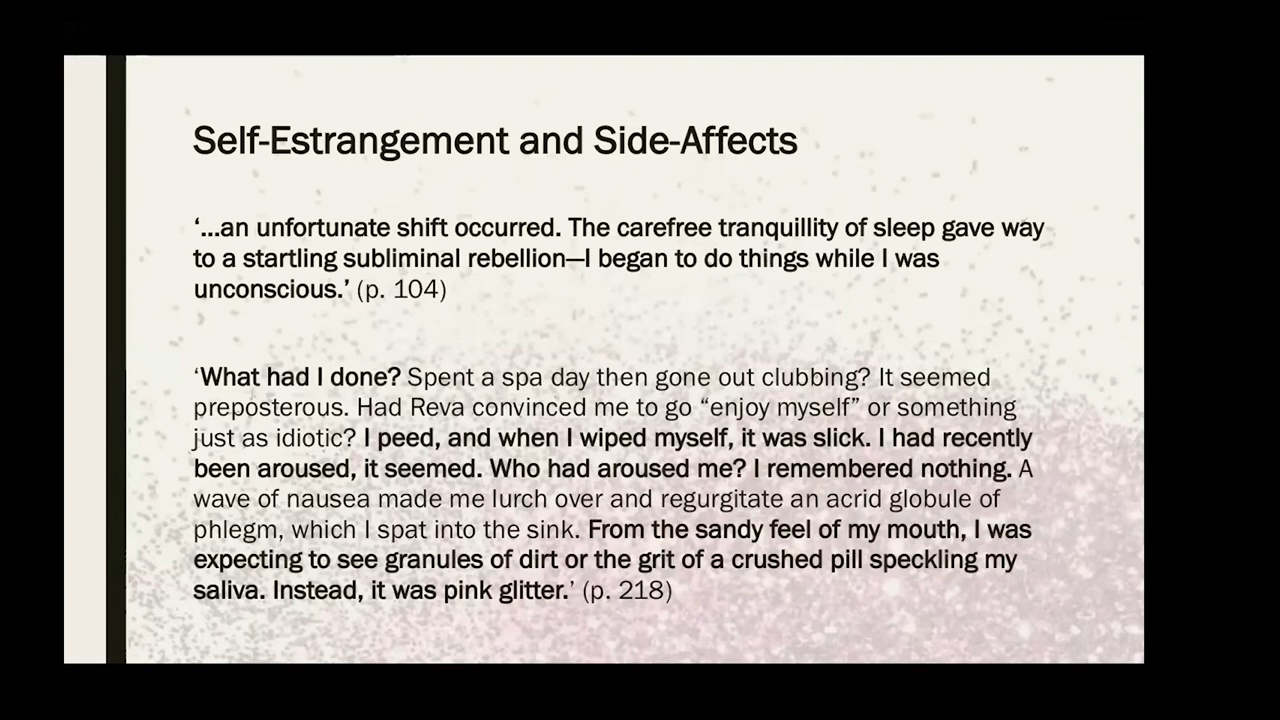 Self-Estrangement and Side-Affects
‘...an unfortunate shift occurred. The carefree tranquillity of sleep gave way
to a startling subliminal rebellion—I began to do things while I was
unconscious.’ (p. 104)
‘What had I done? Spent a spa day then gone out clubbing? It seemed
preposterous. Had Reva convinced me to go “enjoy myself” or something
just as idiotic? I peed, and when I wiped myself, it was slick. I had recently
been aroused, it seemed. Who had aroused me? I remembered nothing. A
wave of nausea made me lurch over and regurgitate an acrid globule of
phlegm, which I spat into the sink. From the sandy feel of my mouth, I was
expecting to see granules of dirt or the grit of a crushed pill speckling my
saliva. Instead, it was pink glitter.’ (p. 218)